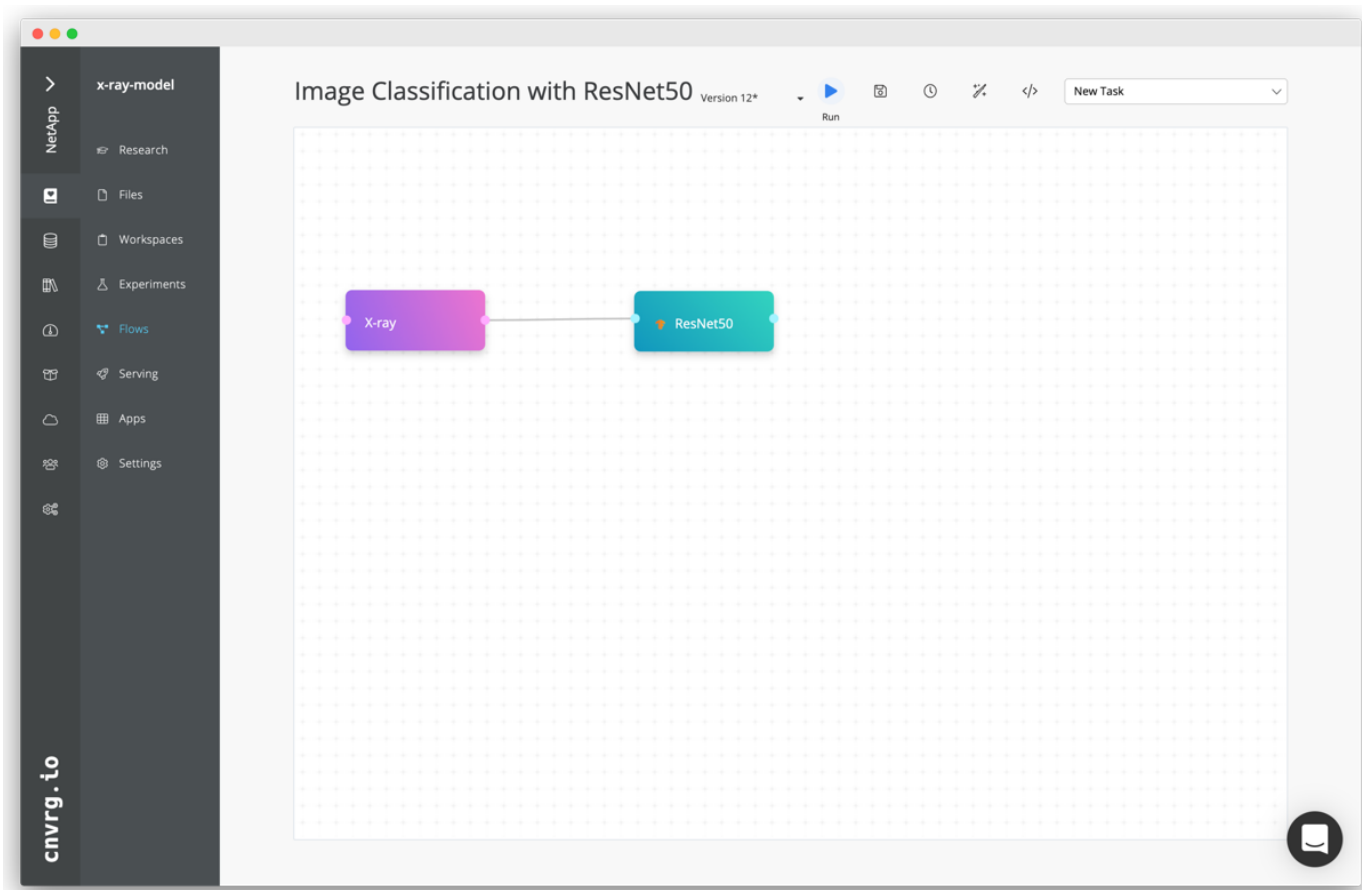 x-ray-model
NetApp
Research
Files
Workspaces
Experiments
Flows
Serving
Apps
Settings
cnvrg.io
Image Classification with ResNet50 Version 12*
Run
</>
New Task
X-ray
ResNet50